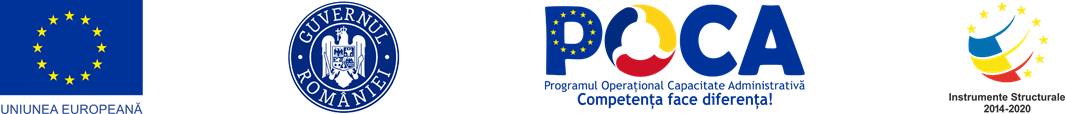 UNIUNEA EUROPEANĂ
GUVERNUL
ROMÂNIEI
POCA
Programul Operațional Capacitate Administrativă
Competența face diferența!
Instrumente Structurale
2014-2020